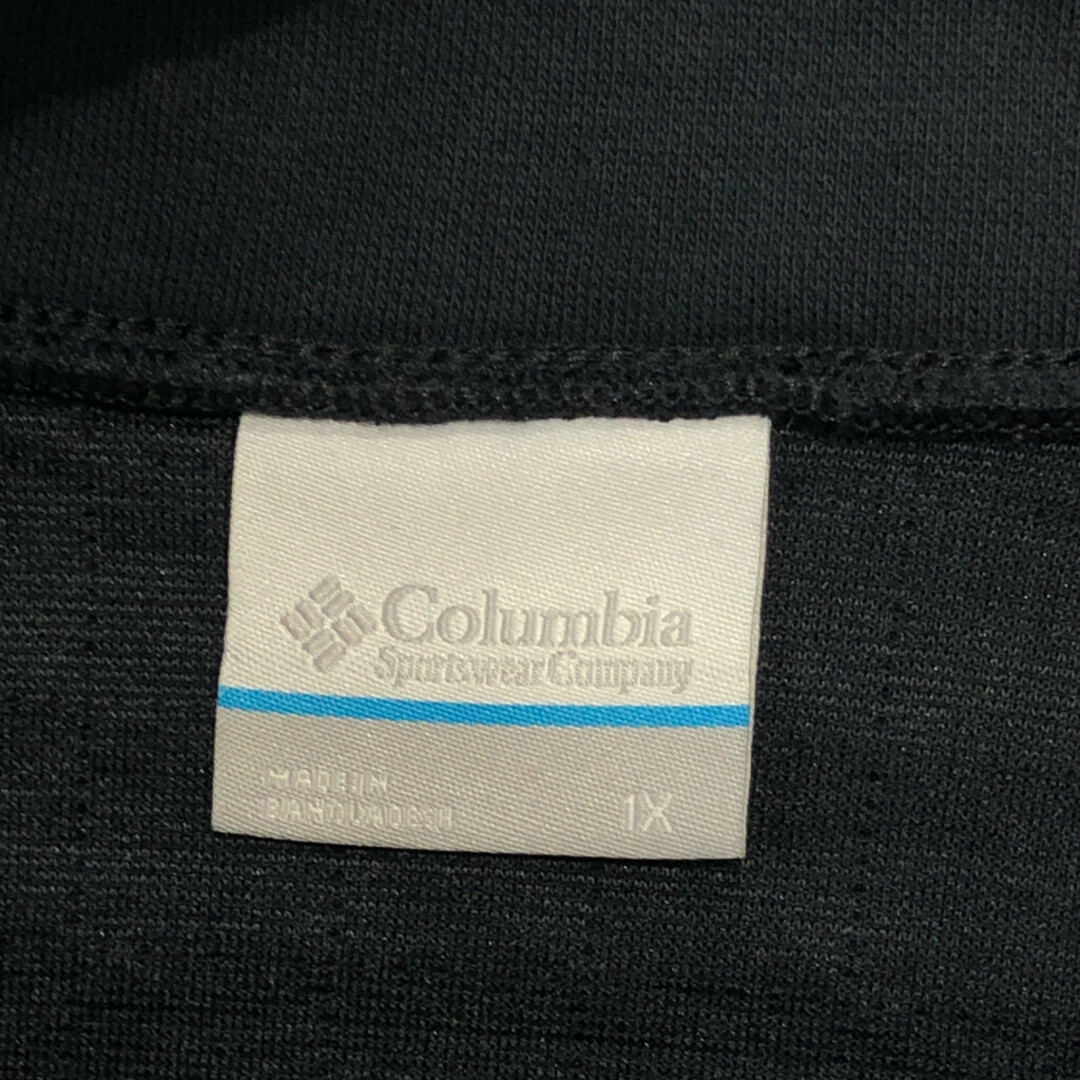 Columbia
Sportswear Company
MADE IN
BANGLADESH
1X